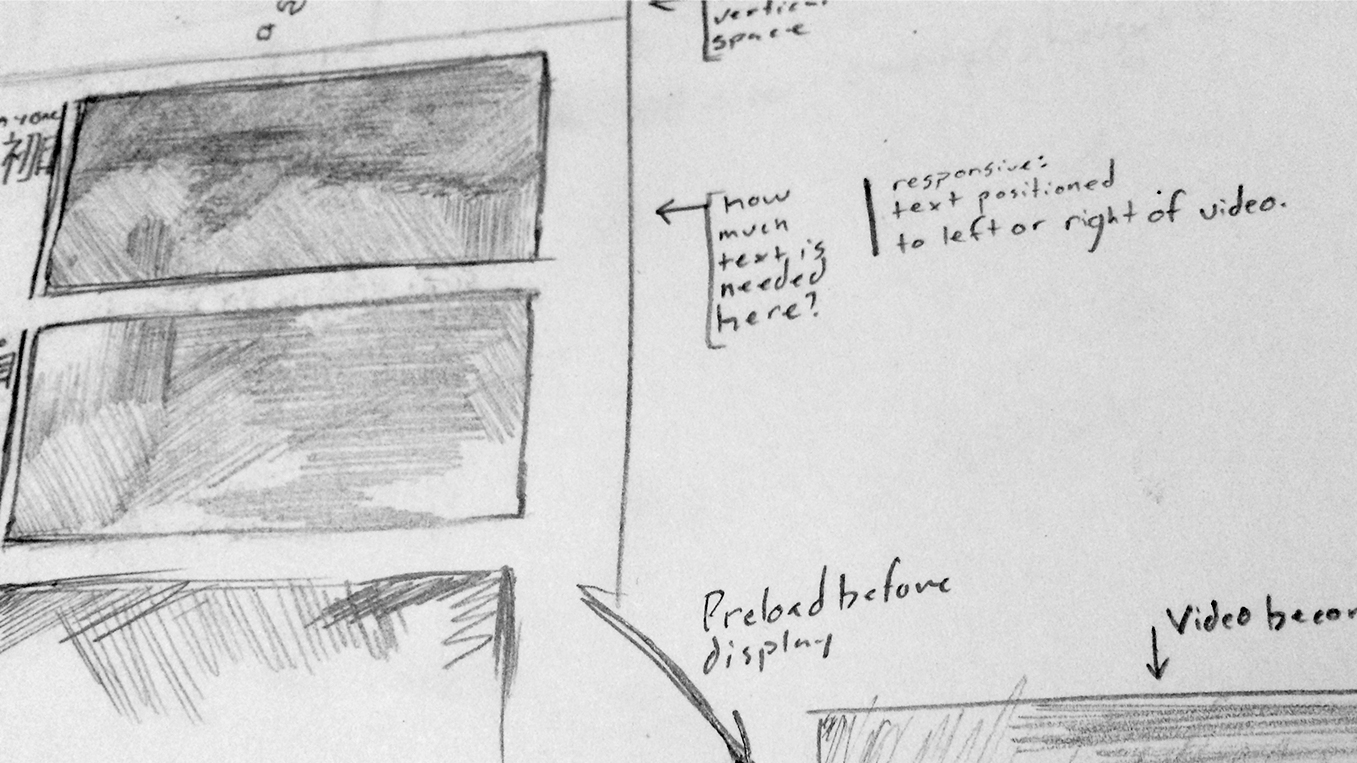 vertical
space
初
how
much
text is
needed
here?
responsive:
text positioned
to left or right of video.
Preload before
display
Video becom